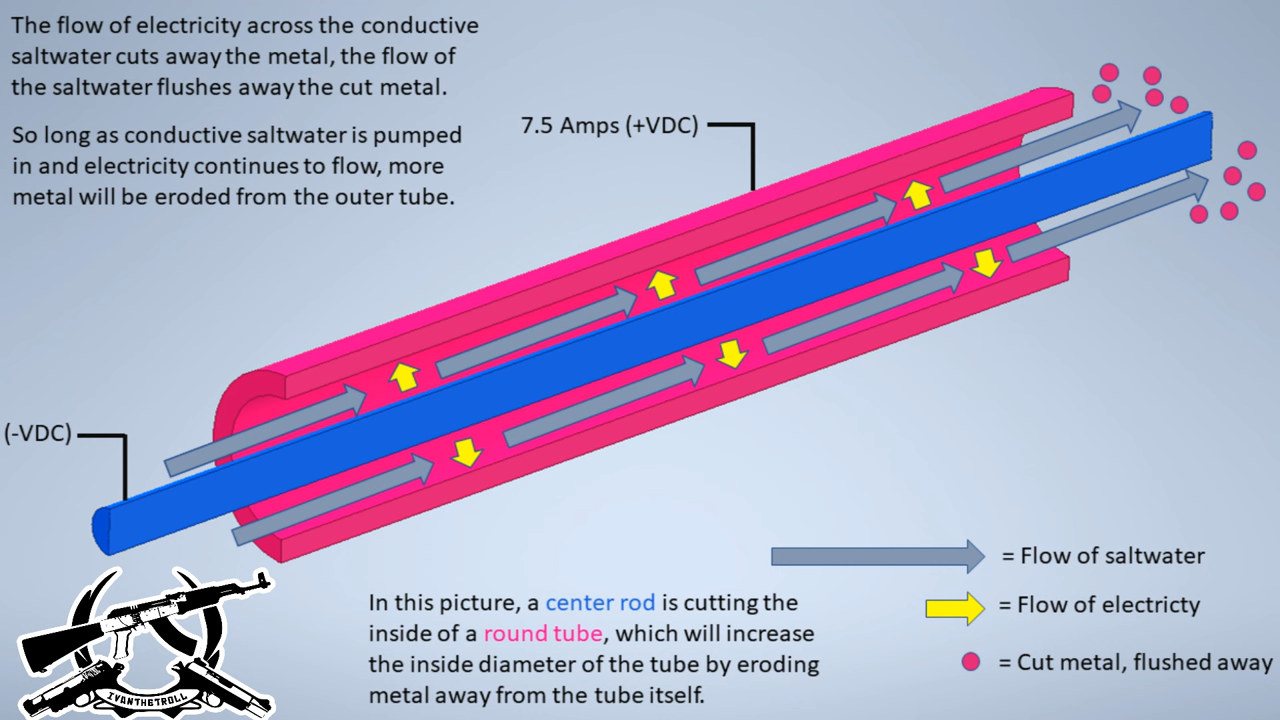 The flow of electricity across the conductive
saltwater cuts away the metal, the flow of
the saltwater flushes away the cut metal.
So long as conductive saltwater is pumped
in and electricity continues to flow, more
metal will be eroded from the outer tube.
7.5 Amps (+VDC)
(-VDC)
In this picture, a center rod is cutting the
inside of a round tube, which will increase
the inside diameter of the tube by eroding
metal away from the tube itself.
= Flow of saltwater
= Flow of electricty
= Cut metal, flushed away
IVANTHETROLL